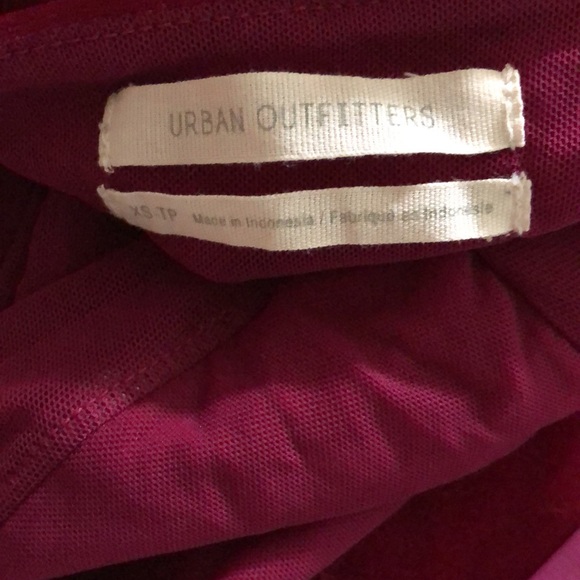 URBAN OUTFITTERS
XS-TP Made in Indonesia / Fabriqué en Indonésie